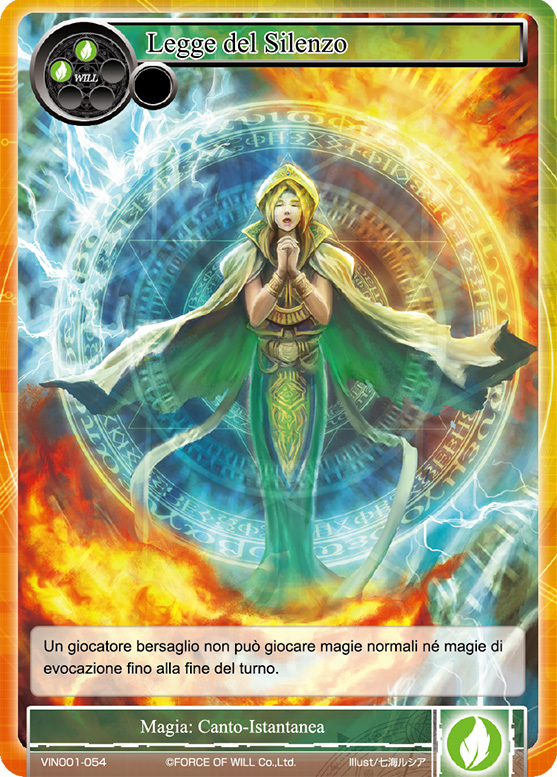 Legge del Silenzo
WILL
Un giocatore bersaglio non può giocare magie normali né magie di
evocazione fino alla fine del turno.
Magia: Canto-Istantanea
VIN001-054 ©FORCE OF WILL Co.,Ltd. Illust/七海ルシア